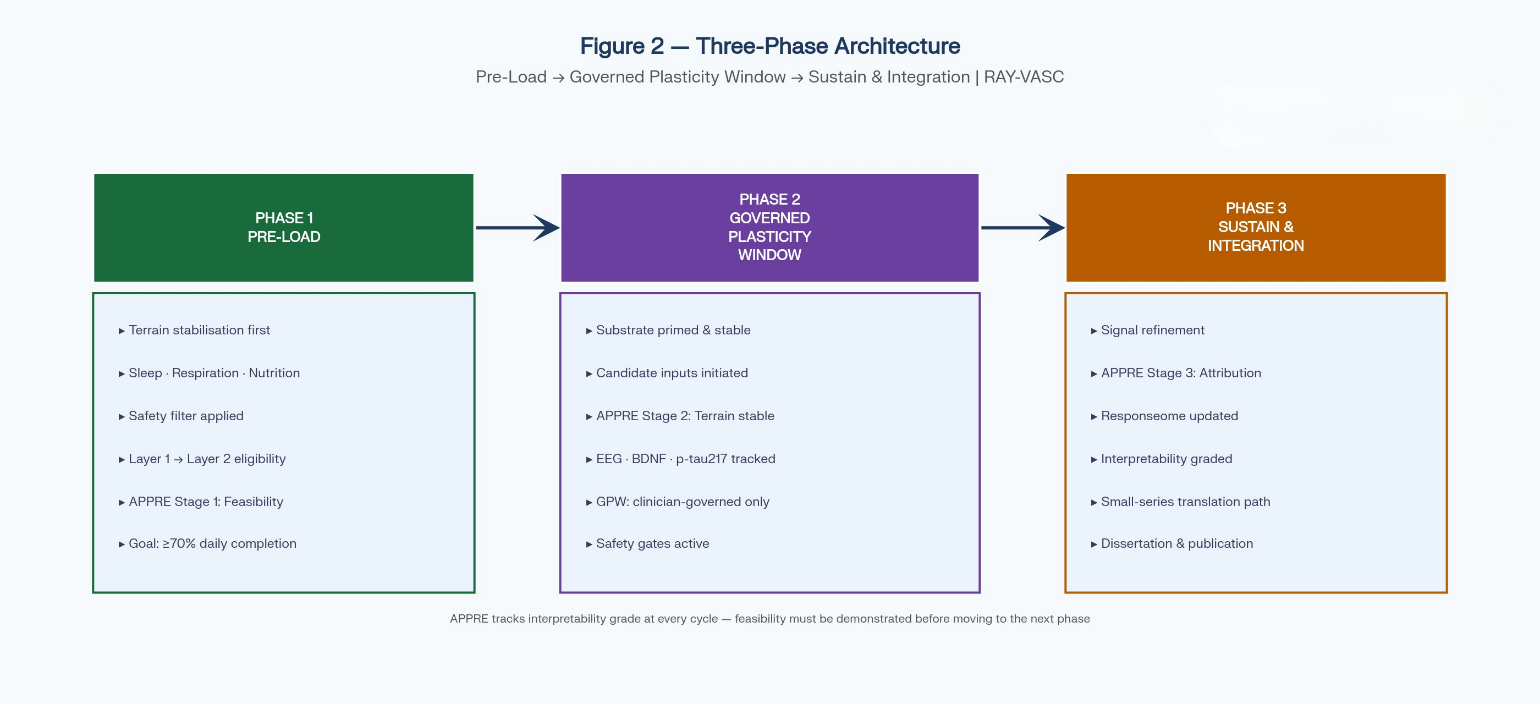 Figure 2 — Three-Phase Architecture
Pre-Load → Governed Plasticity Window → Sustain & Integration | RAY-VASC
PHASE 1
PRE-LOAD
▸ Terrain stabilisation first
▸ Sleep · Respiration · Nutrition
▸ Safety filter applied
▸ Layer 1 → Layer 2 eligibility
▸ APPRE Stage 1: Feasibility
▸ Goal: ≥70% daily completion
PHASE 2
GOVERNED
PLASTICITY
WINDOW
▸ Substrate primed & stable
▸ Candidate inputs initiated
▸ APPRE Stage 2: Terrain stable
▸ EEG · BDNF · p-tau217 tracked
▸ GPW: clinician-governed only
▸ Safety gates active
PHASE 3
SUSTAIN &
INTEGRATION
▸ Signal refinement
▸ APPRE Stage 3: Attribution
▸ Responseome updated
▸ Interpretability graded
▸ Small-series translation path
▸ Dissertation & publication
APPRE tracks interpretability grade at every cycle — feasibility must be demonstrated before moving to the next phase